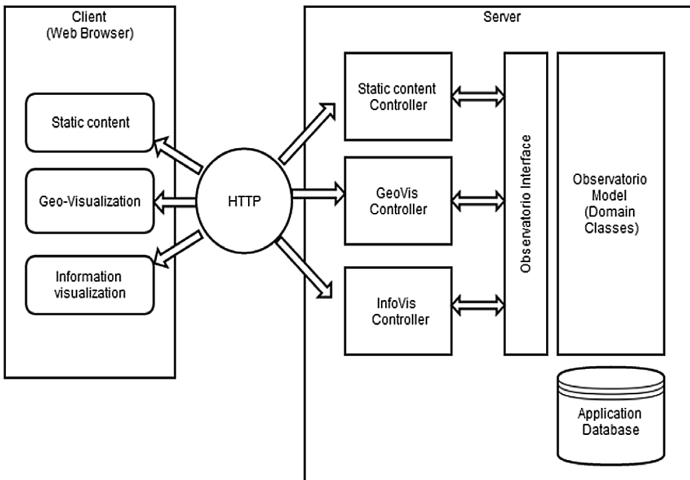 Client
(Web Browser)
Static content
Geo-Visualization
Information
visualization
HTTP
Server
Static content
Controller
GeoVis
Controller
InfoVis
Controller
Observatorio Interface
Observatorio
Model
(Domain
Classes)
Application
Database